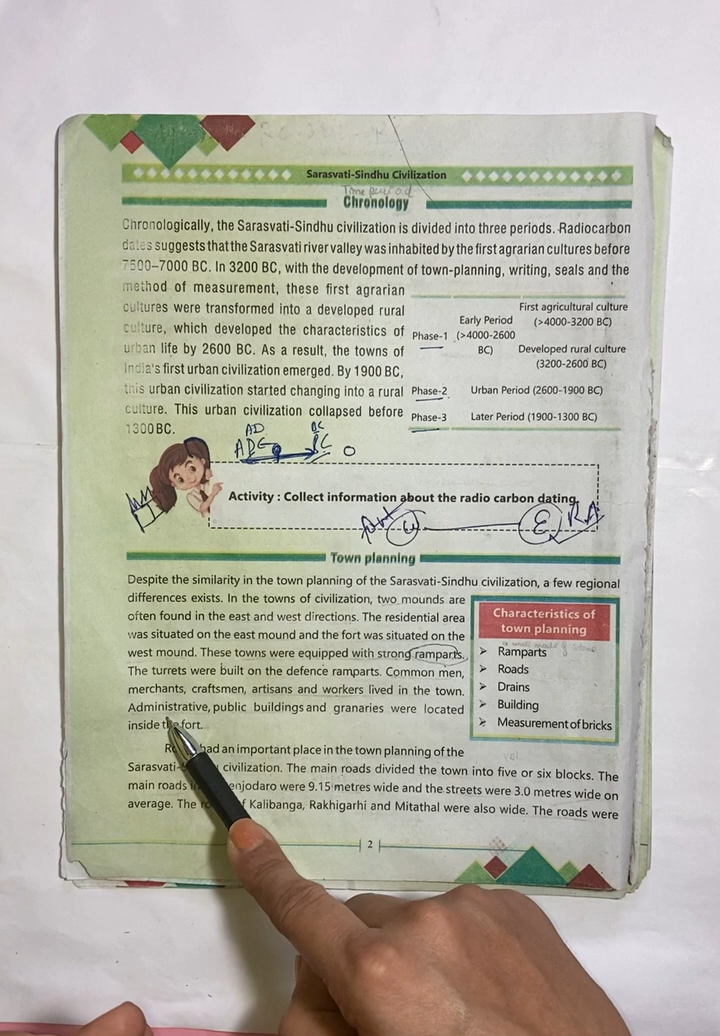 Sarasvati-Sindhu Civilization
Time period
Chronology
Chronologically, the Sarasvati-Sindhu civilization is divided into three periods. Radiocarbon
dates suggests that the Sarasvati river valley was inhabited by the first agrarian cultures before
7500–7000 BC. In 3200 BC, with the development of town-planning, writing, seals and the
method of measurement, these first agrarian
cultures were transformed into a developed rural
culture, which developed the characteristics of
urban life by 2600 BC. As a result, the towns of
India's first urban civilization emerged. By 1900 BC,
this urban civilization started changing into a rural
culture. This urban civilization collapsed before
1300 BC.
Phase-1
Early Period
(>4000-2600
BC)
First agricultural culture
(>4000-3200 BC)
Developed rural culture
(3200-2600 BC)
Phase-2
Urban Period (2600-1900 BC)
Phase-3
Later Period (1900-1300 BC)
AD BC
BC O
Activity : Collect information about the radio carbon dating.
W E RA
Town planning
Despite the similarity in the town planning of the Sarasvati-Sindhu civilization, a few regional
differences exists. In the towns of civilization, two mounds are
often found in the east and west directions. The residential area
was situated on the east mound and the fort was situated on the
west mound. These towns were equipped with strong ramparts.
The turrets were built on the defence ramparts. Common men,
merchants, craftsmen, artisans and workers lived in the town.
Administrative, public buildings and granaries were located
inside the fort.
Characteristics of
town planning
➤ Ramparts
➤ Roads
➤ Drains
➤ Building
➤ Measurement of bricks
had an important place in the town planning of the
civilization. The main roads divided the town into five or six blocks. The
main roads were 9.15 metres wide and the streets were 3.0 metres wide on
average. The Kalibanga, Rakhigarhi and Mitathal were also wide. The roads were
2